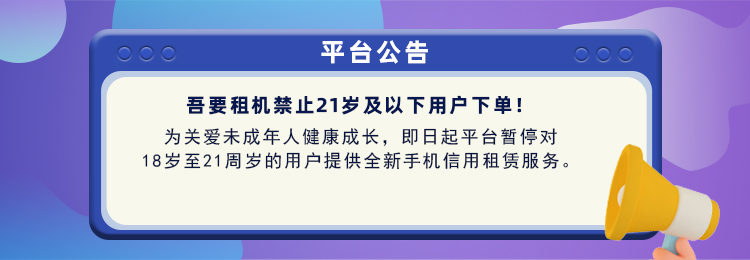 平台公告
吾要租机禁止21岁及以下用户下单！
为关爱未成年人健康成长，即日起平台暂停对
18岁至21周岁的用户提供全新手机信用租赁服务。